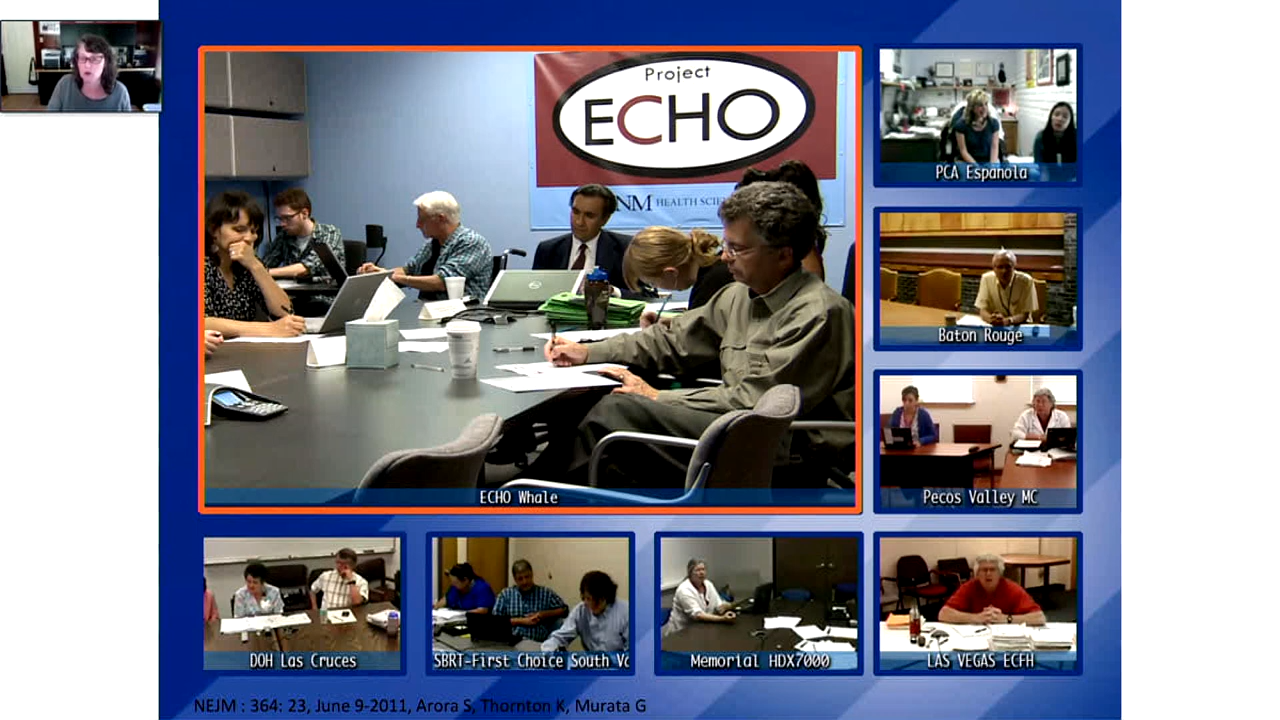 Project
ECHO
NM HEALTH SCIE
ECHO Whale
PCA Espanola
Baton Rouge
Pecos Valley MC
DOH Las Cruces
SBRT-First Choice South Va
Memorial HDX7000
LAS VEGAS ECFH
NEJM : 364: 23, June 9-2011, Arora S, Thornton K, Murata G